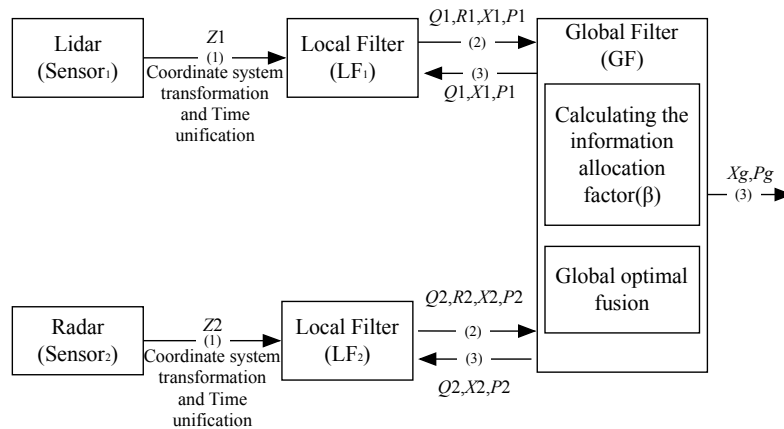 Lidar
(Sensor₁)
Z1
(1)
Coordinate system
transformation
and Time
unification
Local Filter
(LF₁)
Q1,R1,X1,P1
(2)
(3)
Q1,X1,P1
Global Filter
(GF)
Calculating the
information
allocation
factor(β)
Global optimal
fusion
Xg,Pg
(3)
Radar
(Sensor₂)
Z2
(1)
Coordinate system
transformation
and Time
unification
Local Filter
(LF₂)
Q2,R2,X2,P2
(2)
(3)
Q2,X2,P2